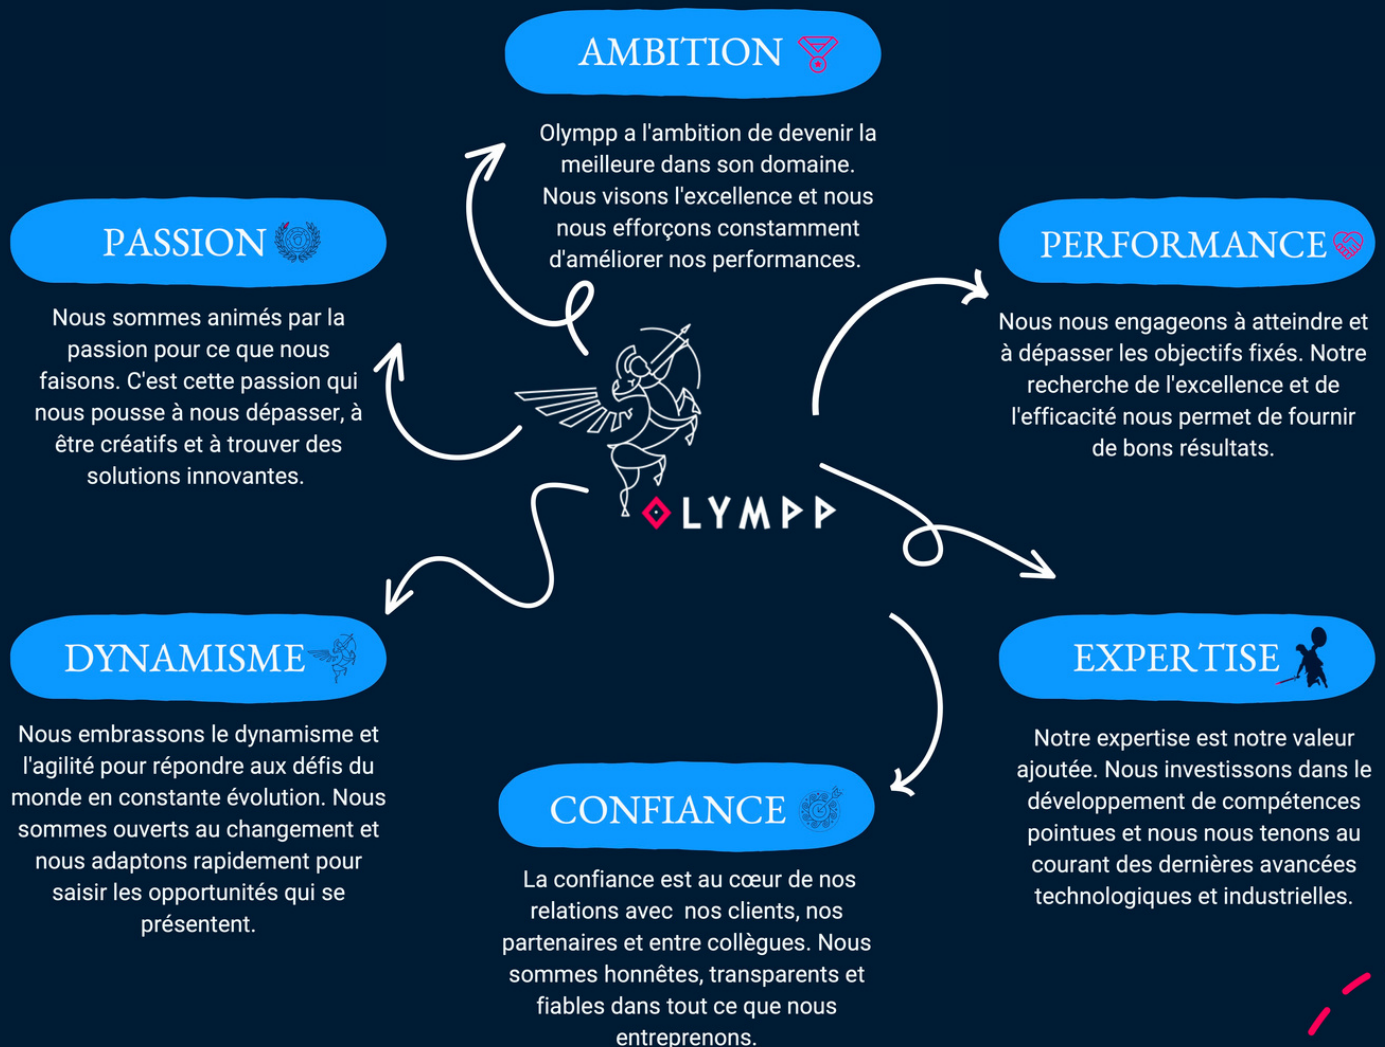 AMBITION
Olympp a l'ambition de devenir la
meilleure dans son domaine.
Nous visons l'excellence et nous
nous efforçons constamment
d'améliorer nos performances.
PASSION
Nous sommes animés par la
passion pour ce que nous
faisons. C'est cette passion qui
nous pousse à nous dépasser, à
être créatifs et à trouver des
solutions innovantes.
PERFORMANCE
Nous nous engageons à atteindre et
à dépasser les objectifs fixés. Notre
recherche de l'excellence et de
l'efficacité nous permet de fournir
de bons résultats.
OLYMPP
DYNAMISME
Nous embrassons le dynamisme et
l'agilité pour répondre aux défis du
monde en constante évolution. Nous
sommes ouverts au changement et
nous adaptons rapidement pour
saisir les opportunités qui se
présentent.
EXPERTISE
Notre expertise est notre valeur
ajoutée. Nous investissons dans le
développement de compétences
pointues et nous nous tenons au
courant des dernières avancées
technologiques et industrielles.
CONFIANCE
La confiance est au cœur de nos
relations avec  nos clients, nos
partenaires et entre collègues. Nous
sommes honnêtes, transparents et
fiables dans tout ce que nous
entreprenons.